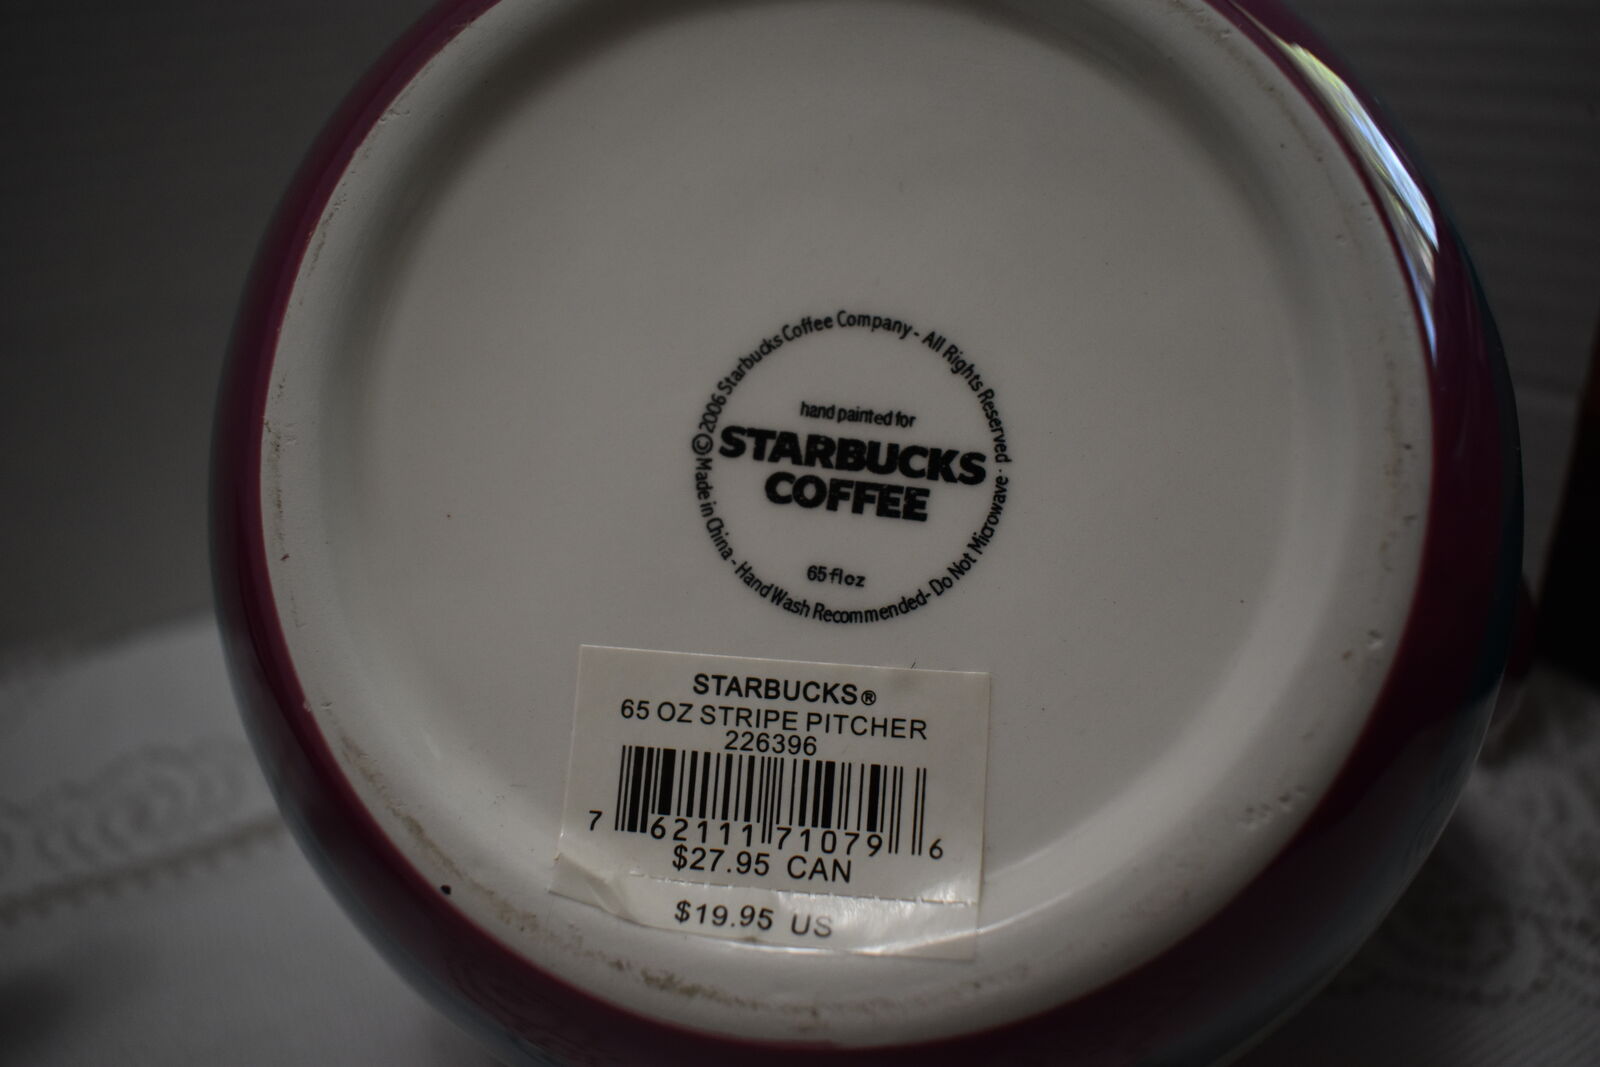 ©2006 Starbucks Coffee Company - All Rights Reserved · Do Not Microwave - Hand Wash Recommended - Made in China
hand painted for
STARBUCKS
COFFEE
65 fl oz
STARBUCKS®
65 OZ STRIPE PITCHER
226396
7 62111 71079 6
$27.95 CAN
$19.95 US